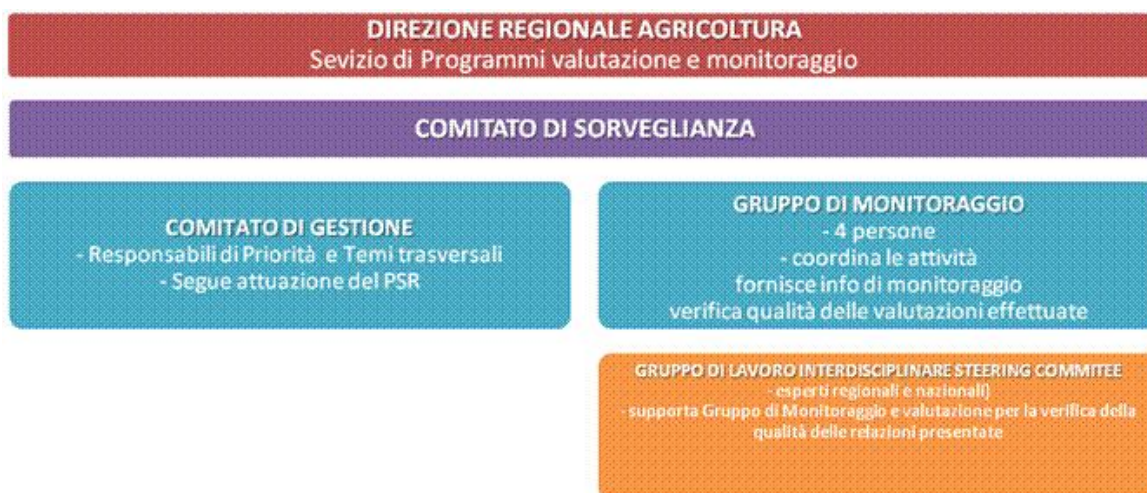 DIREZIONE REGIONALE AGRICOLTURA
Sevizio di Programmi valutazione e monitoraggio
COMITATO DI SORVEGLIANZA
COMITATO DI GESTIONE
- Responsabili di Priorità e Temi trasversali
- Segue attuazione del PSR
GRUPPO DI MONITORAGGIO
- 4 persone
- coordina le attività
fornisce info di monitoraggio
verifica qualità delle valutazioni effettuate
GRUPPO DI LAVORO INTERDISCIPLINARE STEERING COMMITEE
- esperti regionali e nazionali)
- supporta Gruppo di Monitoraggio e valutazione per la verifica della
qualità delle relazioni presentate